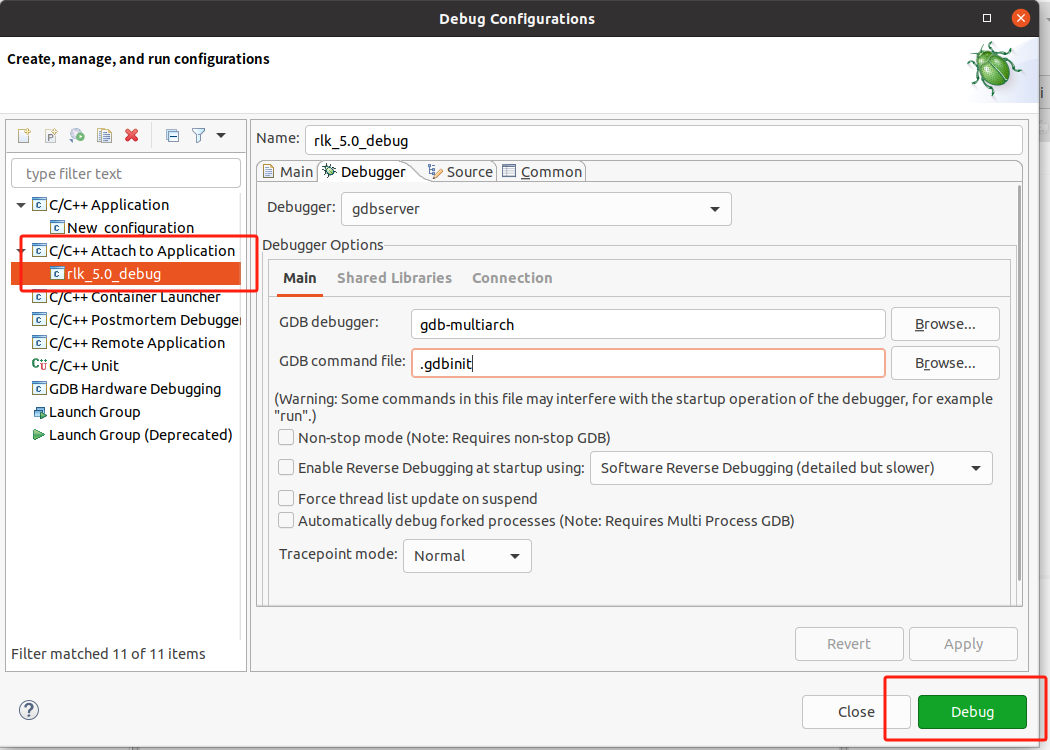 Debug Configurations
Create, manage, and run configurations
type filter text
C/C++ Application
New_configuration
C/C++ Attach to Application
rlk_5.0_debug
C/C++ Container Launcher
C/C++ Postmortem Debugger
C/C++ Remote Application
C/C++ Unit
GDB Hardware Debugging
Launch Group
Launch Group (Deprecated)
Filter matched 11 of 11 items
Name: rlk_5.0_debug
Main Debugger Source Common
Debugger: gdbserver
Debugger Options
Main Shared Libraries Connection
GDB debugger: gdb-multiarch Browse...
GDB command file: .gdbinit Browse...
(Warning: Some commands in this file may interfere with the startup operation of the debugger, for example
"run".)
Non-stop mode (Note: Requires non-stop GDB)
Enable Reverse Debugging at startup using: Software Reverse Debugging (detailed but slower)
Force thread list update on suspend
Automatically debug forked processes (Note: Requires Multi Process GDB)
Tracepoint mode: Normal
Revert Apply
Close Debug